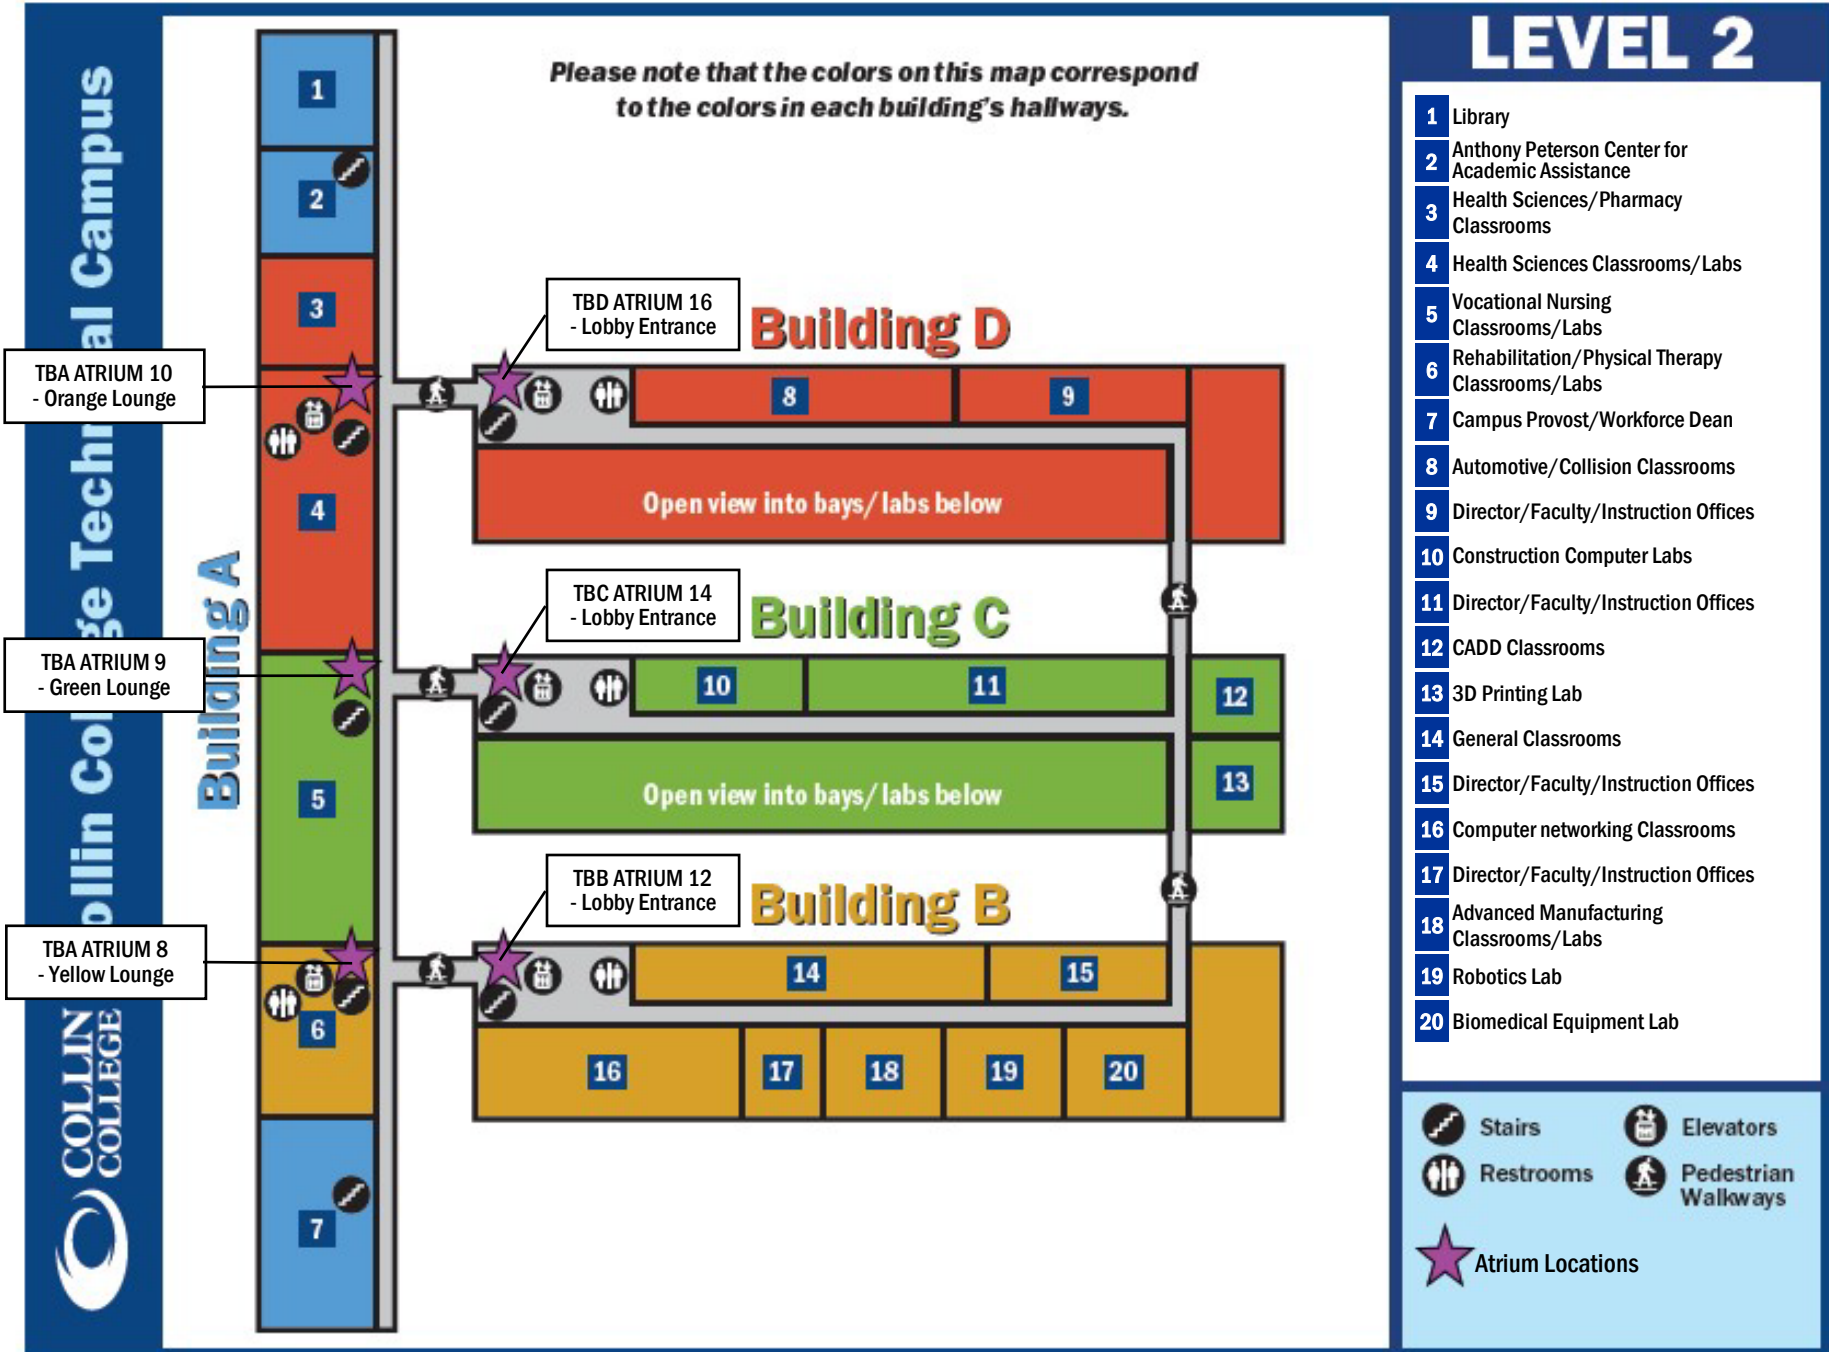 Collin College Technical Campus
COLLIN
COLLEGE
Please note that the colors on this map correspond
to the colors in each building's hallways.
Building A
1
2
3
4
5
6
7
TBA ATRIUM 10
- Orange Lounge
TBA ATRIUM 9
- Green Lounge
TBA ATRIUM 8
- Yellow Lounge
TBD ATRIUM 16
- Lobby Entrance
Building D
8
9
Open view into bays/labs below
TBC ATRIUM 14
- Lobby Entrance
Building C
10
11
12
13
Open view into bays/labs below
TBB ATRIUM 12
- Lobby Entrance
Building B
14
15
16
17
18
19
20
LEVEL 2
1 Library
2 Anthony Peterson Center for
Academic Assistance
3 Health Sciences/Pharmacy
Classrooms
4 Health Sciences Classrooms/Labs
5 Vocational Nursing
Classrooms/Labs
6 Rehabilitation/Physical Therapy
Classrooms/Labs
7 Campus Provost/Workforce Dean
8 Automotive/Collision Classrooms
9 Director/Faculty/Instruction Offices
10 Construction Computer Labs
11 Director/Faculty/Instruction Offices
12 CADD Classrooms
13 3D Printing Lab
14 General Classrooms
15 Director/Faculty/Instruction Offices
16 Computer networking Classrooms
17 Director/Faculty/Instruction Offices
18 Advanced Manufacturing
Classrooms/Labs
19 Robotics Lab
20 Biomedical Equipment Lab
Stairs
Elevators
Restrooms
Pedestrian
Walkways
Atrium Locations